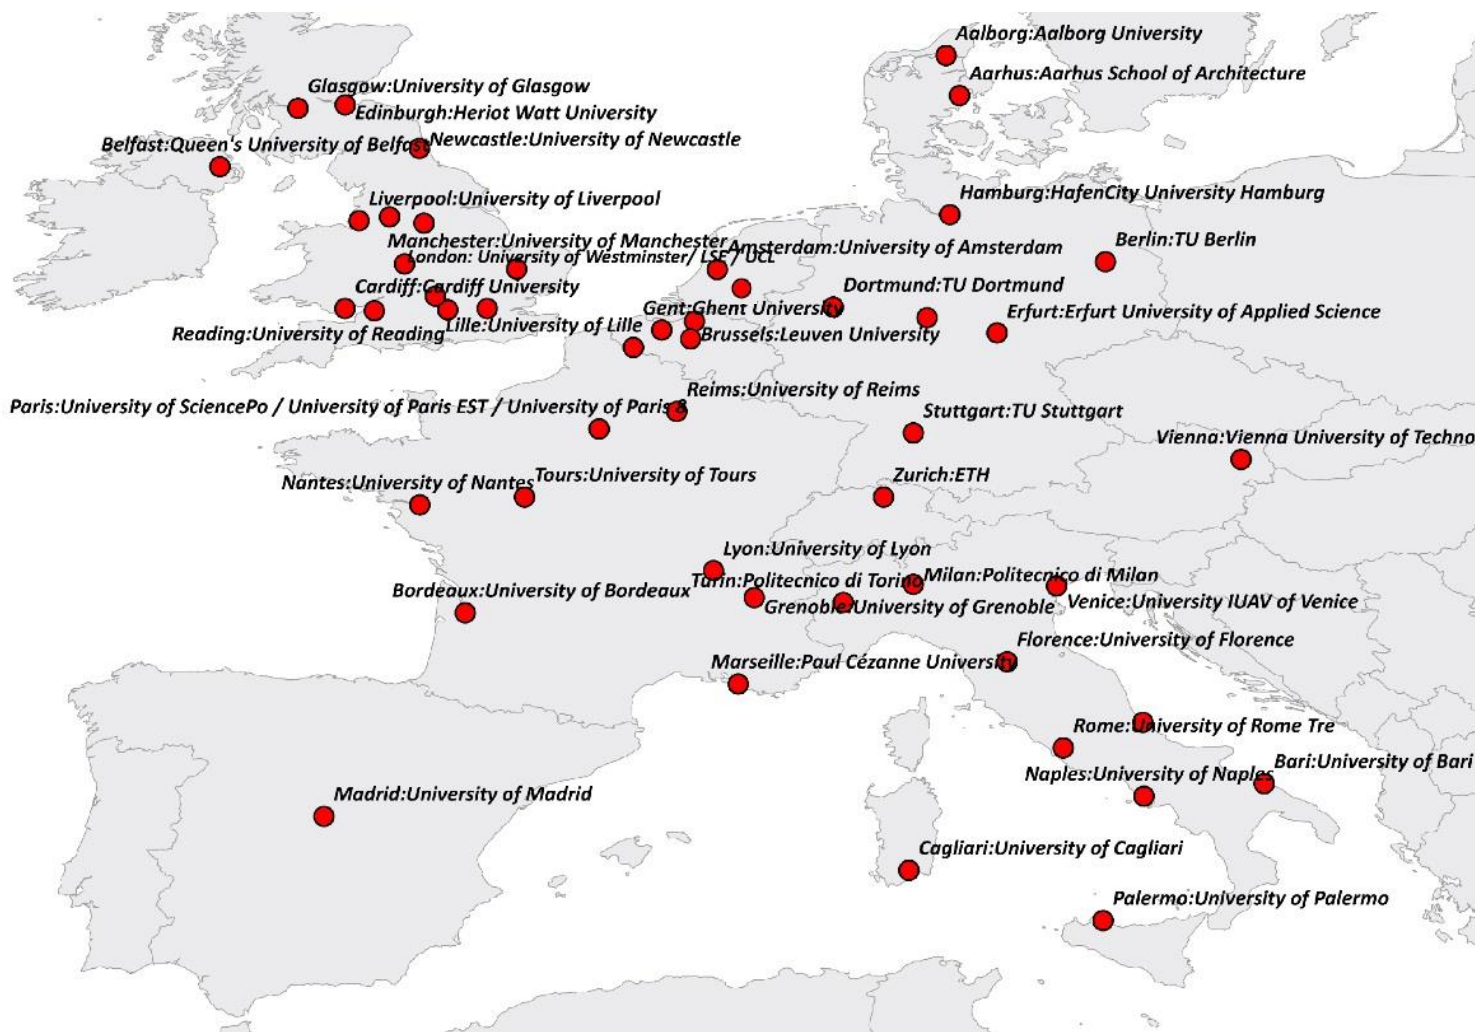 Aalborg:Aalborg University
Aarhus:Aarhus School of Architecture
Glasgow:University of Glasgow
Edinburgh:Heriot Watt University
Newcastle:University of Newcastle
Belfast:Queen's University of Belfast
Liverpool:University of Liverpool
Hamburg:HafenCity University Hamburg
Manchester:University of Manchester
Amsterdam:University of Amsterdam
Berlin:TU Berlin
London: University of Westminster/ LSE / UCL
Cardiff:Cardiff University
Dortmund:TU Dortmund
Gent:Ghent University
Erfurt:Erfurt University of Applied Science
Reading:University of Reading
Lille:University of Lille
Brussels:Leuven University
Reims:University of Reims
Paris:University of SciencePo / University of Paris EST / University of Paris 8
Stuttgart:TU Stuttgart
Vienna:Vienna University of Techno
Nantes:University of Nantes
Tours:University of Tours
Zurich:ETH
Lyon:University of Lyon
Turin:Politecnico di Torino
Milan:Politecnico di Milan
Bordeaux:University of Bordeaux
Grenoble:University of Grenoble
Venice:University IUAV of Venice
Florence:University of Florence
Marseille:Paul Cézanne University
Rome:University of Rome Tre
Bari:University of Bari
Naples:University of Naples
Madrid:University of Madrid
Cagliari:University of Cagliari
Palermo:University of Palermo